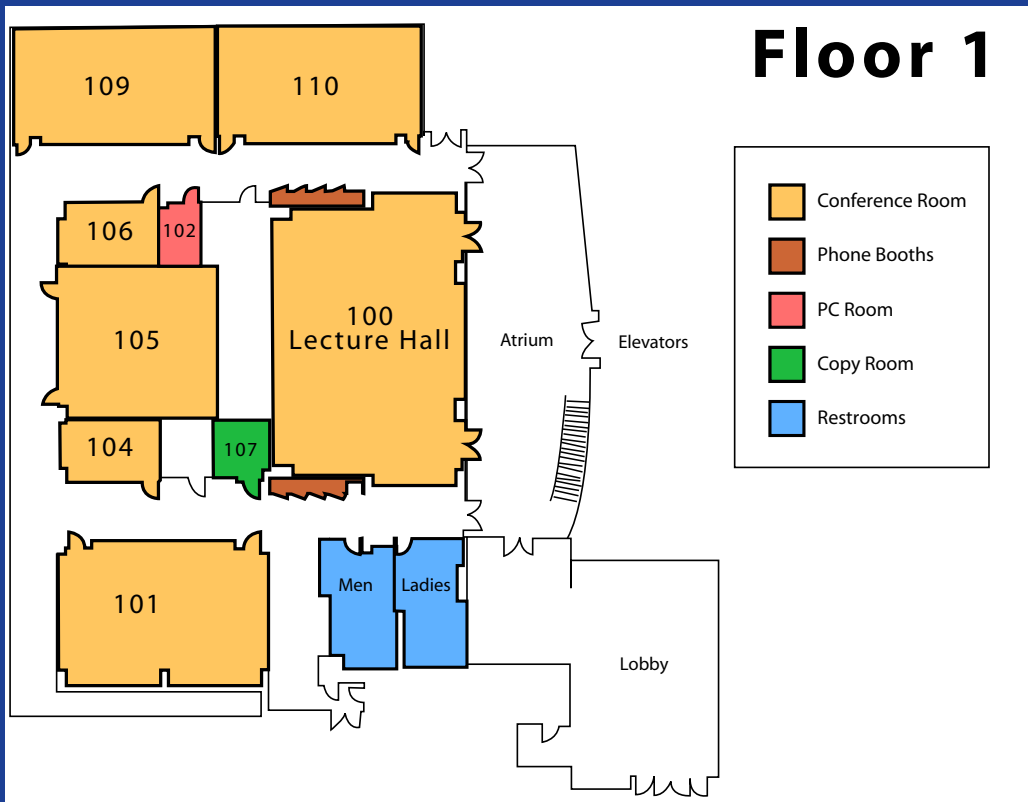 Floor 1
109
110
106
102
105
100
Lecture Hall
104
107
101
Men
Ladies
Atrium
Elevators
Lobby
Conference Room
Phone Booths
PC Room
Copy Room
Restrooms